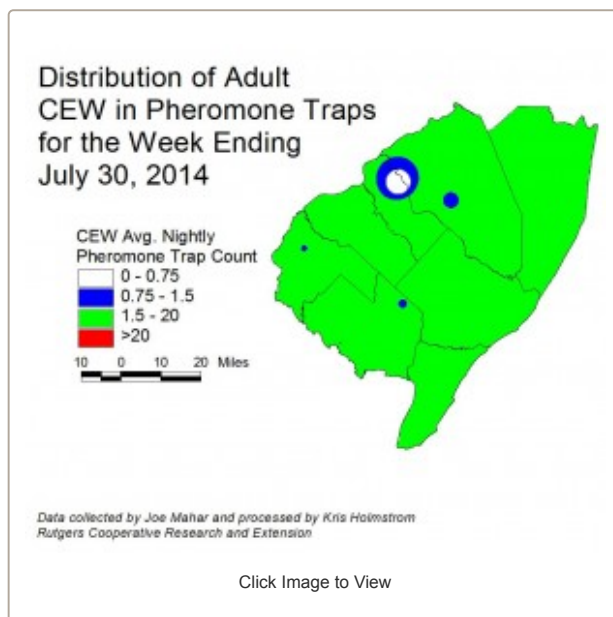 Distribution of Adult
CEW in Pheromone Traps
for the Week Ending
July 30, 2014
CEW Avg. Nightly
Pheromone Trap Count
0 - 0.75
0.75 - 1.5
1.5 - 20
>20
10 0 10 20 Miles
Data collected by Joe Mahar and processed by Kris Holmstrom
Rutgers Cooperative Research and Extension
Click Image to View